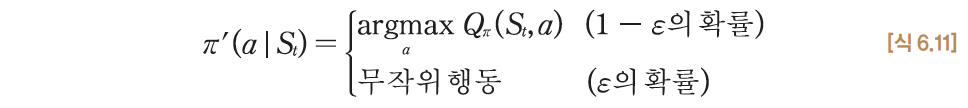 π′(a | Sₜ) = { argmax Qπ(Sₜ, a) (1 − ε의 확률)
a
무작위 행동 (ε의 확률)
[식 6.11]